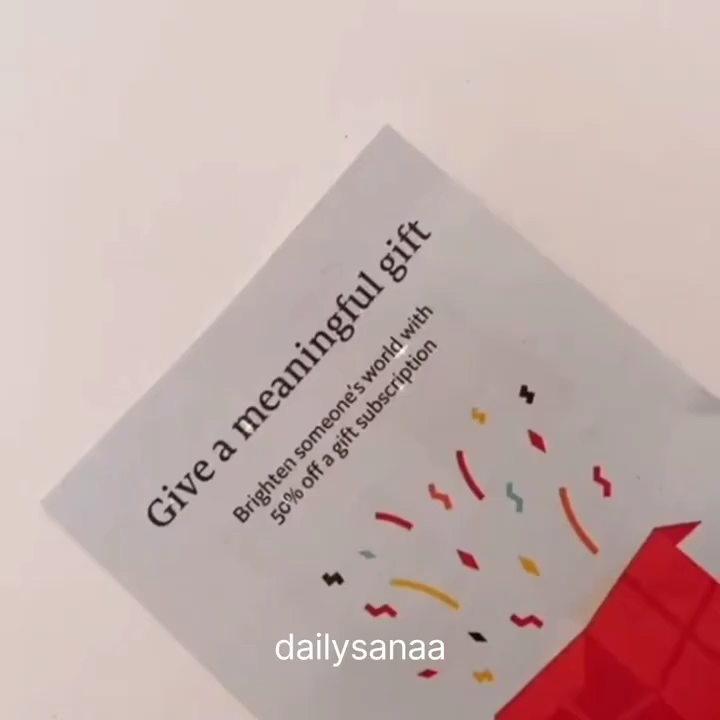 Give a meaningful gift
Brighten someone's world with
50% off a gift subscription
dailysanaa